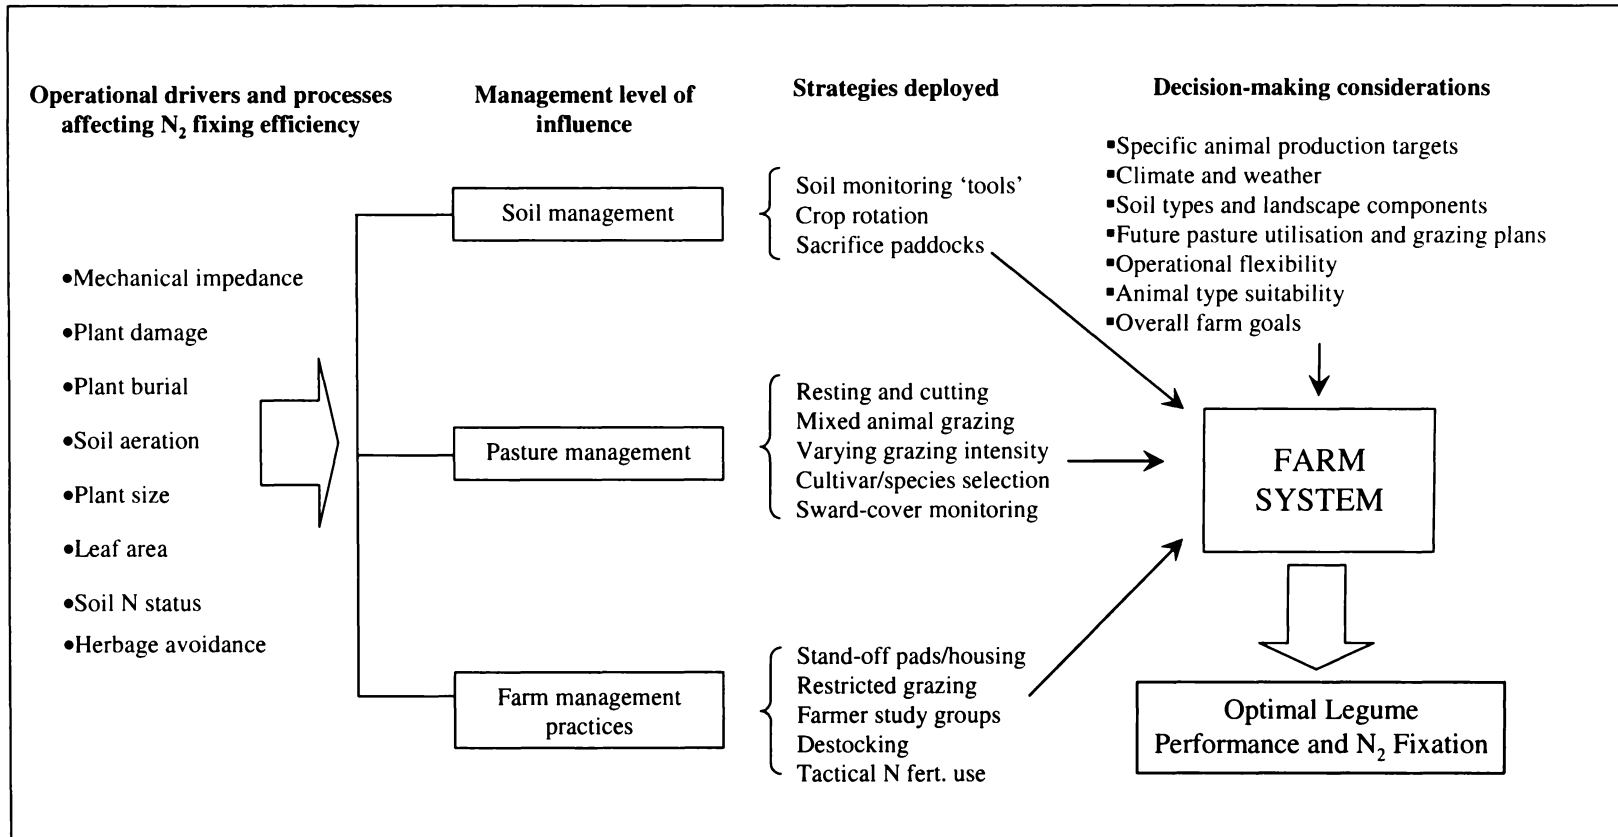 Operational drivers and processes
affecting N₂ fixing efficiency
•Mechanical impedance
•Plant damage
•Plant burial
•Soil aeration
•Plant size
•Leaf area
•Soil N status
•Herbage avoidance
Management level of
influence
Soil management
Pasture management
Farm management
practices
Strategies deployed
Soil monitoring ‘tools’
Crop rotation
Sacrifice paddocks
Resting and cutting
Mixed animal grazing
Varying grazing intensity
Cultivar/species selection
Sward-cover monitoring
Stand-off pads/housing
Restricted grazing
Farmer study groups
Destocking
Tactical N fert. use
Decision-making considerations
▪Specific animal production targets
▪Climate and weather
▪Soil types and landscape components
▪Future pasture utilisation and grazing plans
▪Operational flexibility
▪Animal type suitability
▪Overall farm goals
FARM
SYSTEM
Optimal Legume
Performance and N₂ Fixation